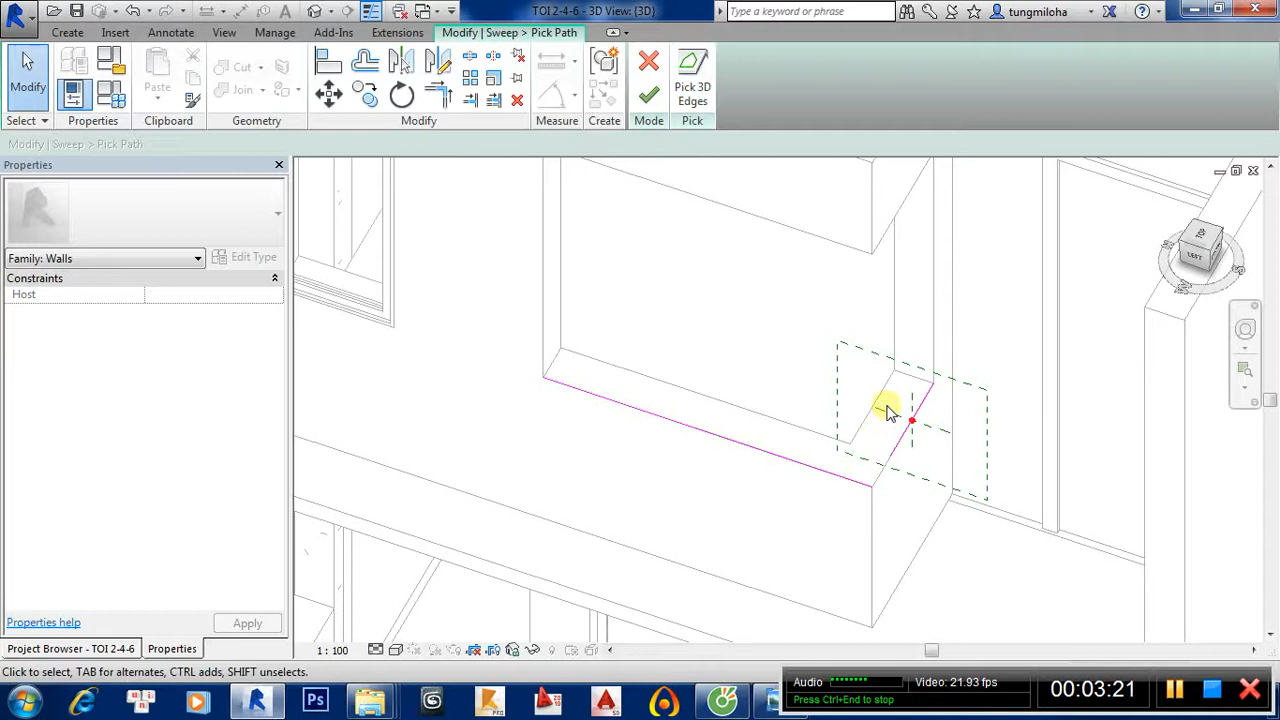 TOI 2-4-6 - 3D View: {3D}
Type a keyword or phrase
tungmiloha
Create Insert Annotate View Manage Add-Ins Extensions Modify | Sweep > Pick Path
Modify
Cut
Join
Paste
Pick 3D
Edges
Select Properties Clipboard Geometry Modify Measure Create Mode Pick
Modify | Sweep > Pick Path
Properties
Family: Walls
Edit Type
Constraints
Host
LEFT
Properties help
Apply
Project Browser - TOI 2-4-6 Properties
1 : 100
Click to select, TAB for alternates, CTRL adds, SHIFT unselects.
Audio
Video: 21.93 fps
Press Ctrl+End to stop
00:03:21
Ps